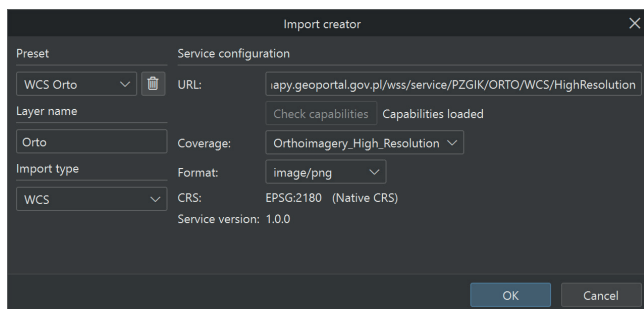 Import creator
Preset
Service configuration
WCS Orto
URL:
apy.geoportal.gov.pl/wss/service/PZGIK/ORTO/WCS/HighResolution
Layer name
Check capabilities
Capabilities loaded
Orto
Coverage:
Orthoimagery_High_Resolution
Import type
Format:
image/png
WCS
CRS:
EPSG:2180 (Native CRS)
Service version: 1.0.0
OK
Cancel